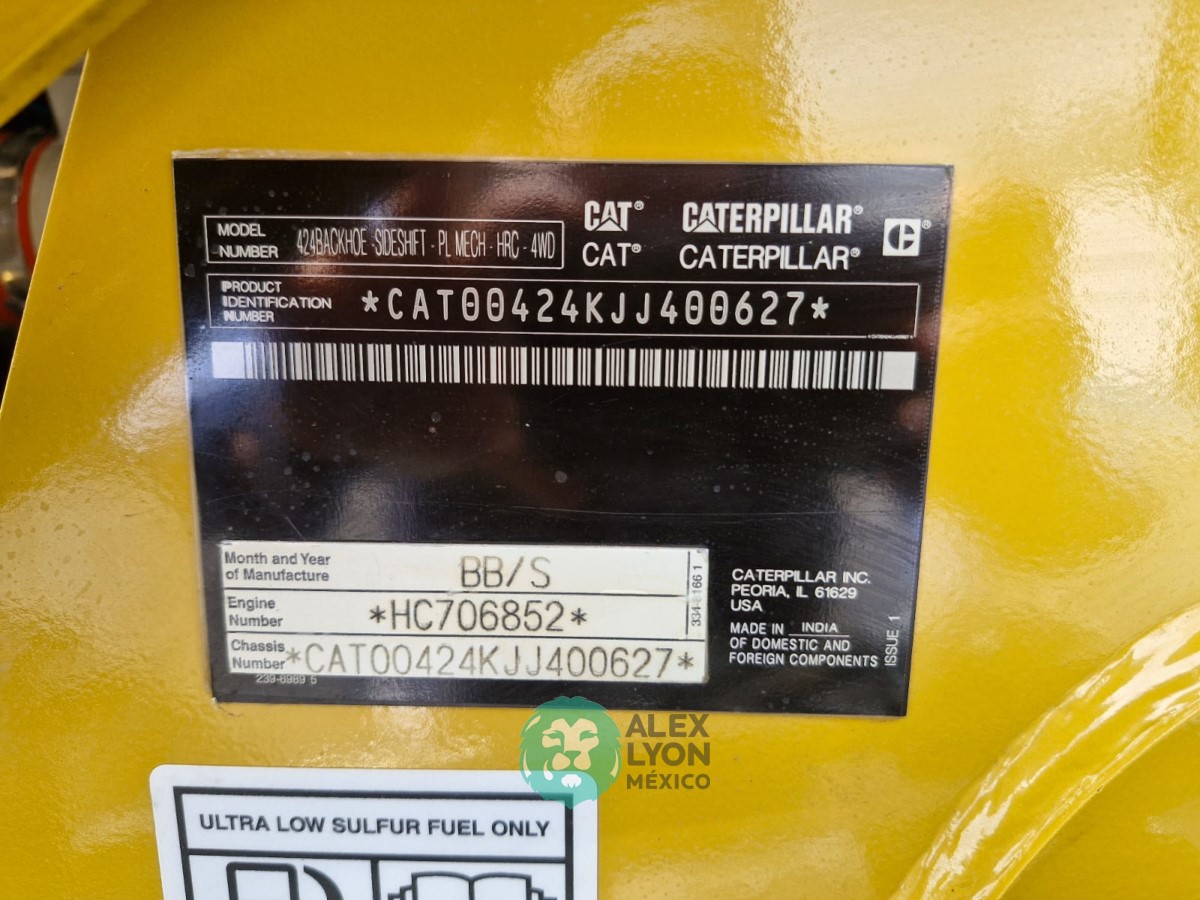 MODEL NUMBER 424BACKHOE -SIDESHIFT - PL MECH - HRC - 4WD
CAT® CATERPILLAR®
CAT® CATERPILLAR®
PRODUCT IDENTIFICATION NUMBER *CAT00424KJJ400627*
Month and Year of Manufacture BB/S
Engine Number *HC706852*
Chassis Number *CAT00424KJJ400627*
239-6989 5
CATERPILLAR INC.
PEORIA, IL 61629
USA
MADE IN INDIA
OF DOMESTIC AND
FOREIGN COMPONENTS
ISSUE 1
ALEX
LYON
MÉXICO
ULTRA LOW SULFUR FUEL ONLY